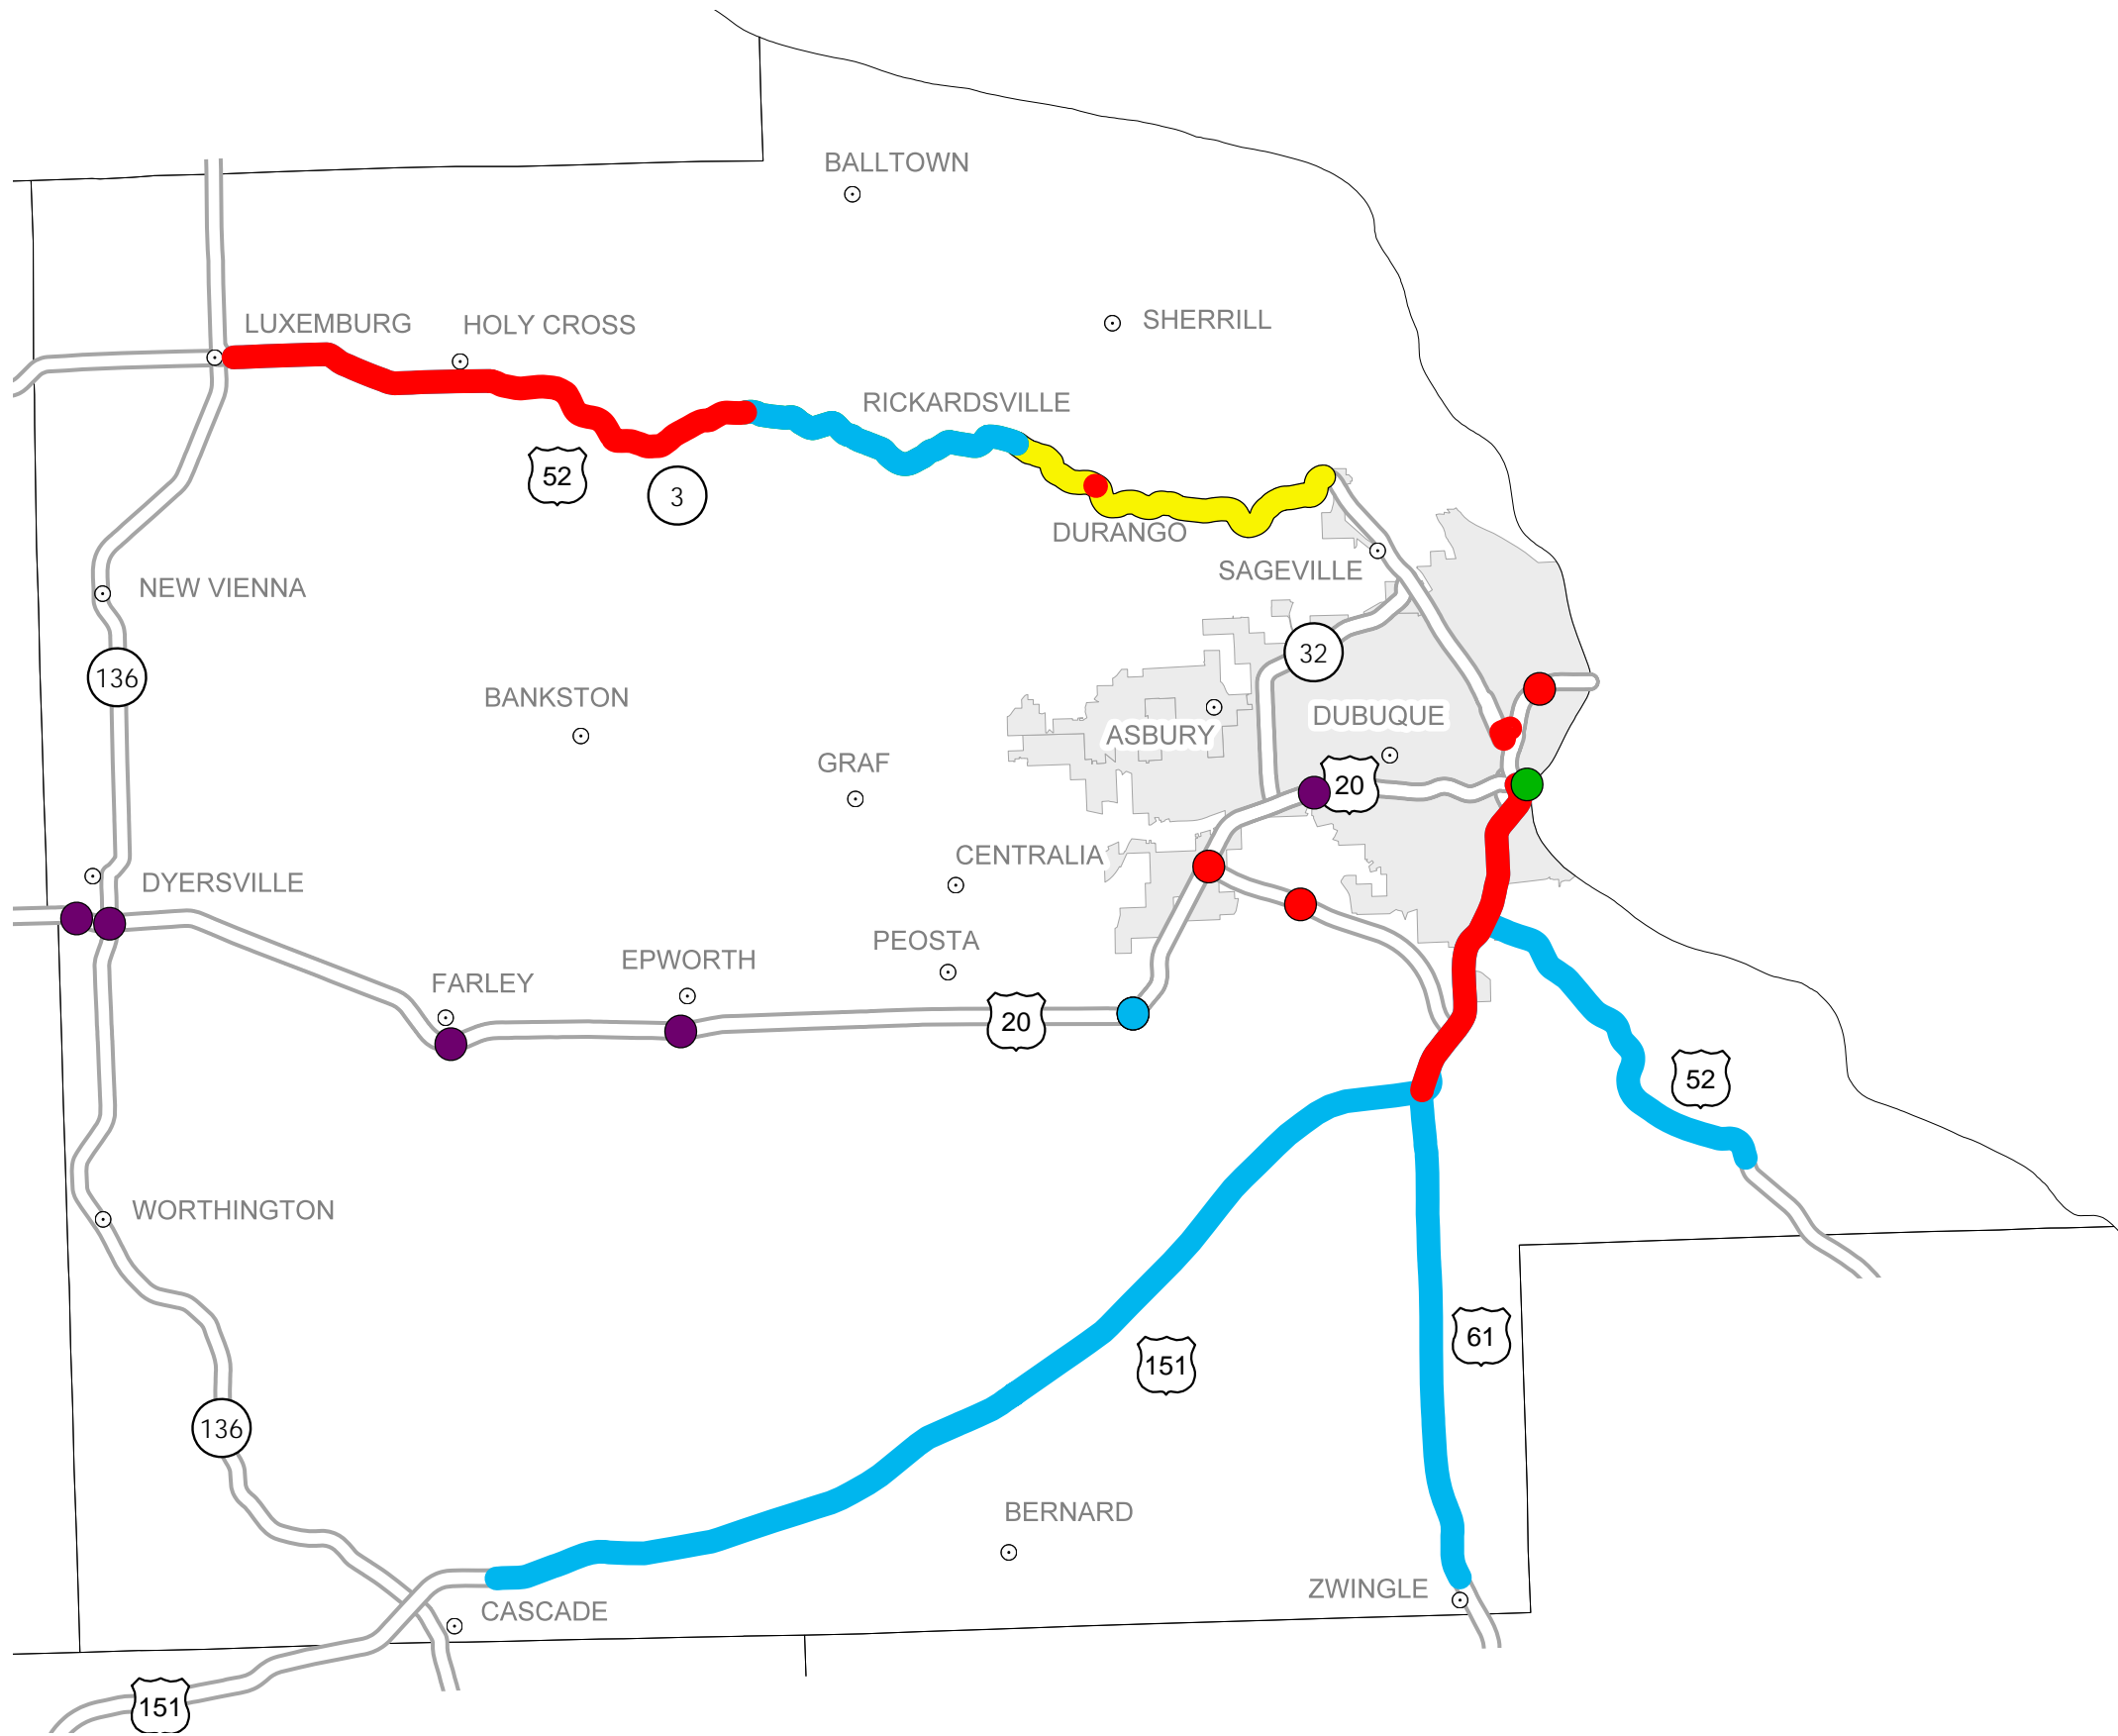 BALLTOWN
LUXEMBURG
HOLY CROSS
SHERRILL
RICKARDSVILLE
52
3
DURANGO
SAGEVILLE
NEW VIENNA
136
32
BANKSTON
DUBUQUE
ASBURY
GRAF
20
CENTRALIA
DYERSVILLE
PEOSTA
EPWORTH
FARLEY
20
52
WORTHINGTON
61
151
136
BERNARD
ZWINGLE
CASCADE
151